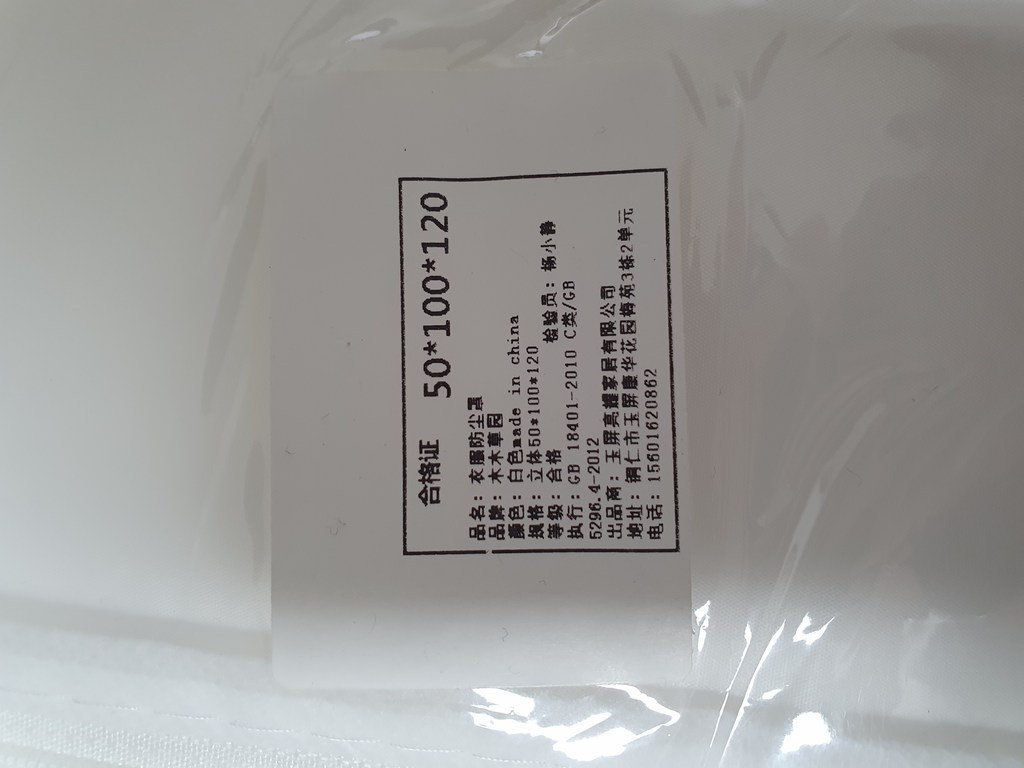 合格证 50*100*120
品名: 衣服防尘罩
品牌: 木木草园
颜色: 白色made in china
规格: 立体50*100*120
等级: 合格 检验员: 杨小静
执行: GB 18401-2010 C类/GB
5296.4-2012
出品商: 玉屏亮耀家居有限公司
地址: 铜仁市玉屏康华花园梅苑3栋2单元
电话: 15601620862